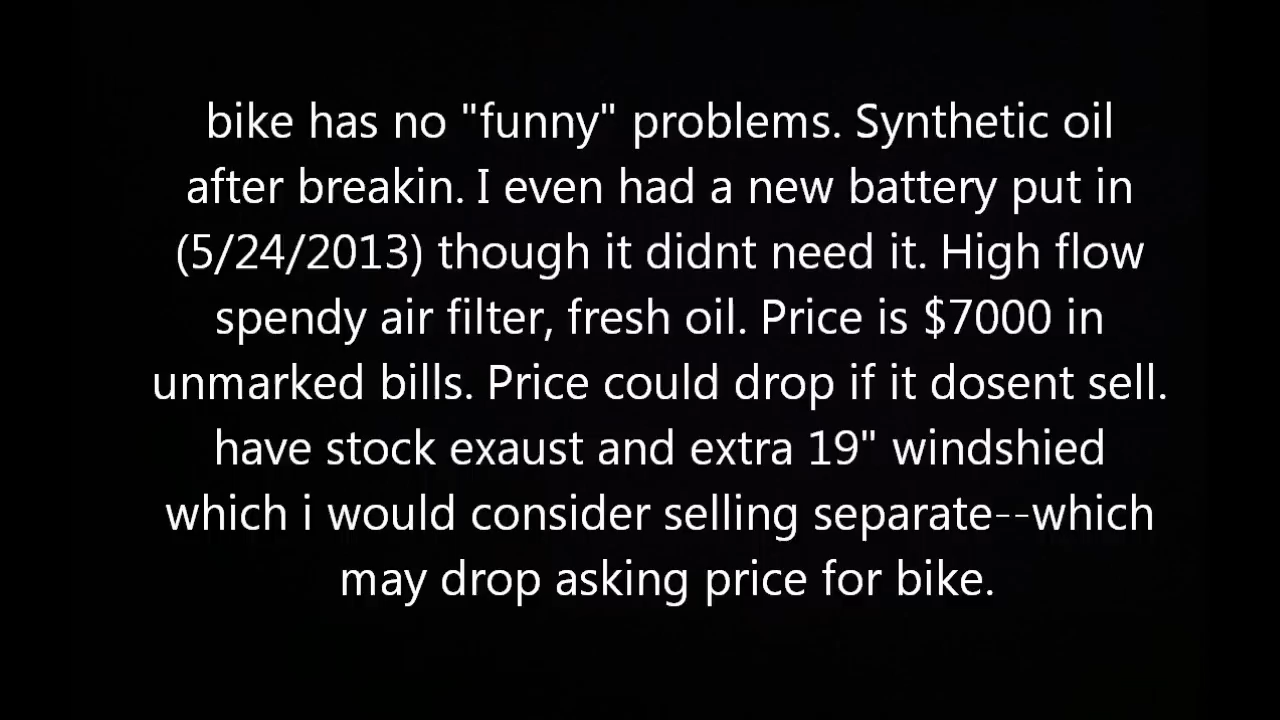 bike has no "funny" problems. Synthetic oil
after breakin. I even had a new battery put in
(5/24/2013) though it didnt need it. High flow
spendy air filter, fresh oil. Price is $7000 in
unmarked bills. Price could drop if it dosent sell.
have stock exaust and extra 19" windshied
which i would consider selling separate--which
may drop asking price for bike.